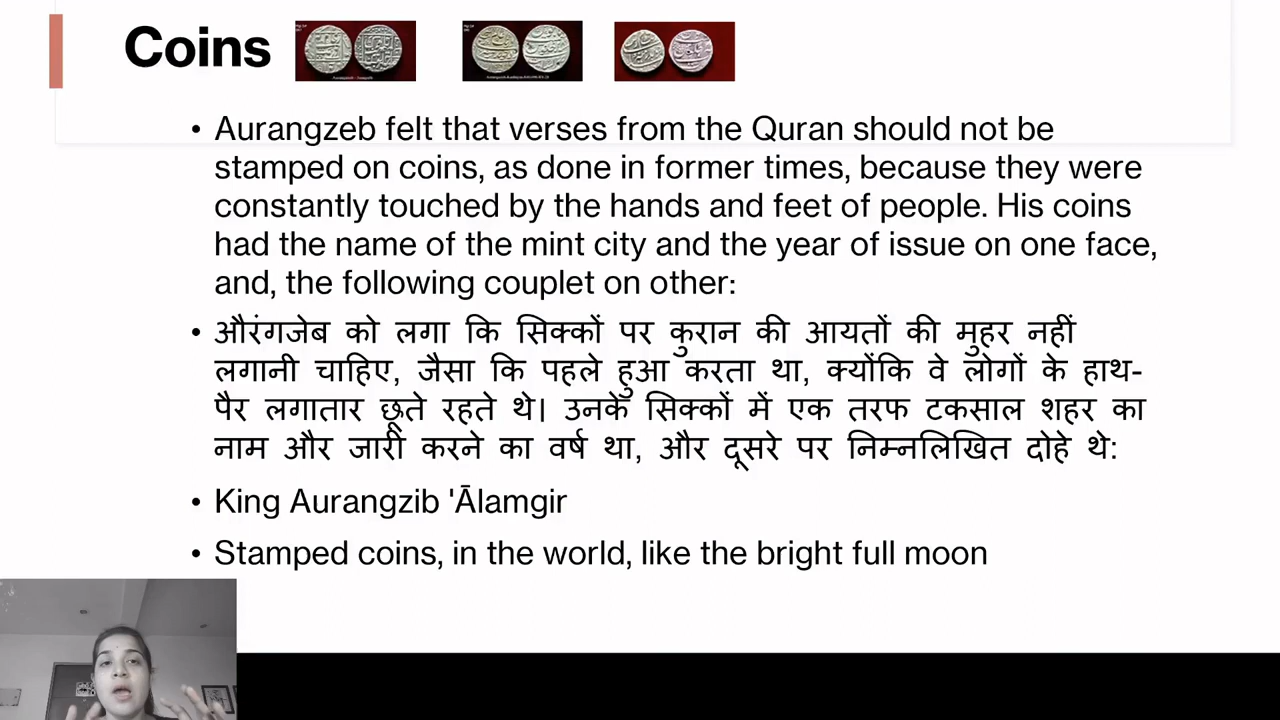 Coins
Aurangzeb felt that verses from the Quran should not be
stamped on coins, as done in former times, because they were
constantly touched by the hands and feet of people. His coins
had the name of the mint city and the year of issue on one face,
and, the following couplet on other:
औरंगजेब को लगा कि सिक्कों पर कुरान की आयतों की मुहर नहीं
लगानी चाहिए, जैसा कि पहले हुआ करता था, क्योंकि वे लोगों के हाथ-
पैर लगातार छूते रहते थे। उनके सिक्कों में एक तरफ टकसाल शहर का
नाम और जारी करने का वर्ष था, और दूसरे पर निम्नलिखित दोहे थे:
King Aurangzib 'Ālamgir
Stamped coins, in the world, like the bright full moon